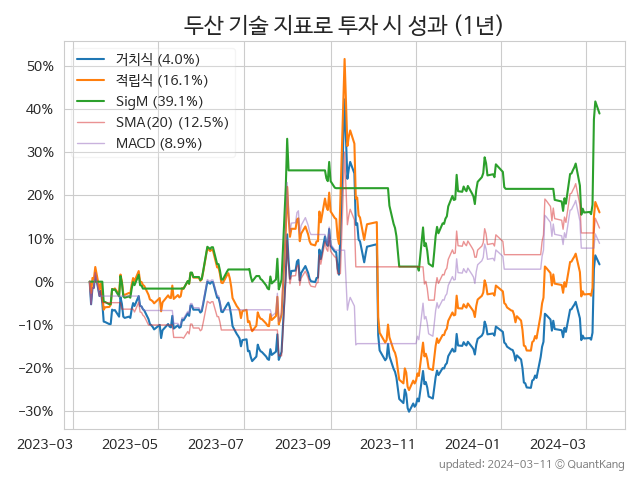 두산 기술 지표로 투자 시 성과 (1년)
거치식 (4.0%)
적립식 (16.1%)
SigM (39.1%)
SMA(20) (12.5%)
MACD (8.9%)
50%
40%
30%
20%
10%
0%
−10%
−20%
−30%
2023−03 2023−05 2023−07 2023−09 2023−11 2024−01 2024−03
updated: 2024-03-11 © QuantKang